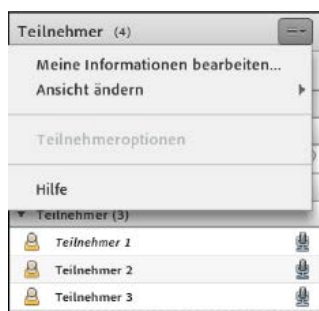 Teilnehmer (4)
Meine Informationen bearbeiten...
Ansicht ändern
Teilnehmeroptionen
Hilfe
Teilnehmer (3)
Teilnehmer 1
Teilnehmer 2
Teilnehmer 3